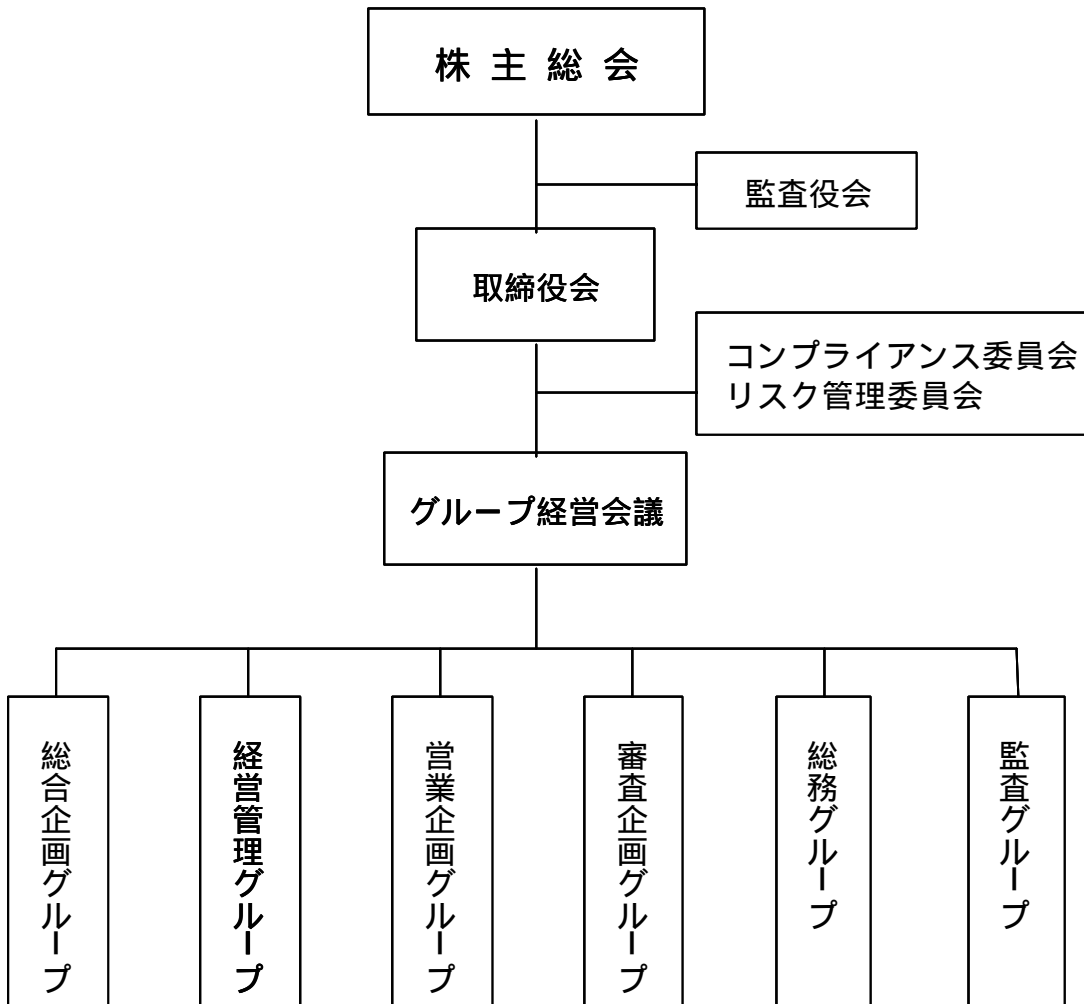 株主総会
監査役会
取締役会
コンプライアンス委員会
リスク管理委員会
グループ経営会議
総合企画グループ
経営管理グループ
営業企画グループ
審査企画グループ
総務グループ
監査グループ